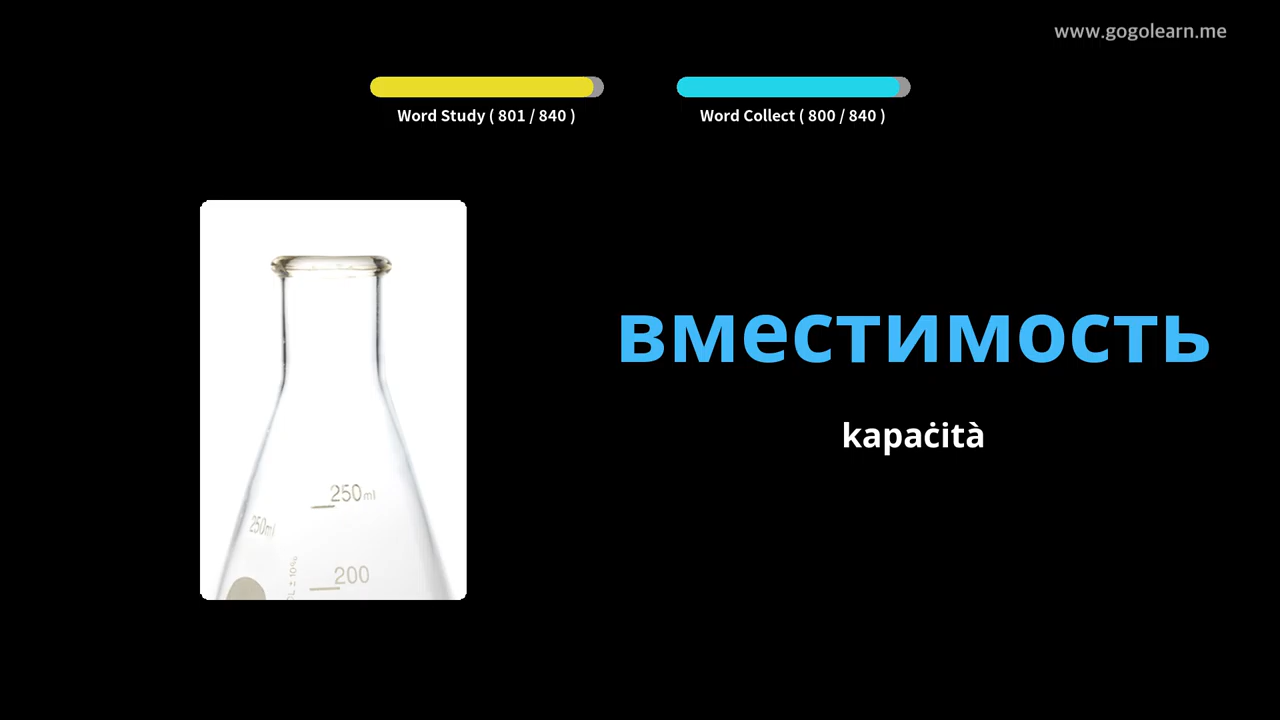 www.gogolearn.me
Word Study ( 801 / 840 )
Word Collect ( 800 / 840 )
вместимость
kapaċità
250ml
250ml
200